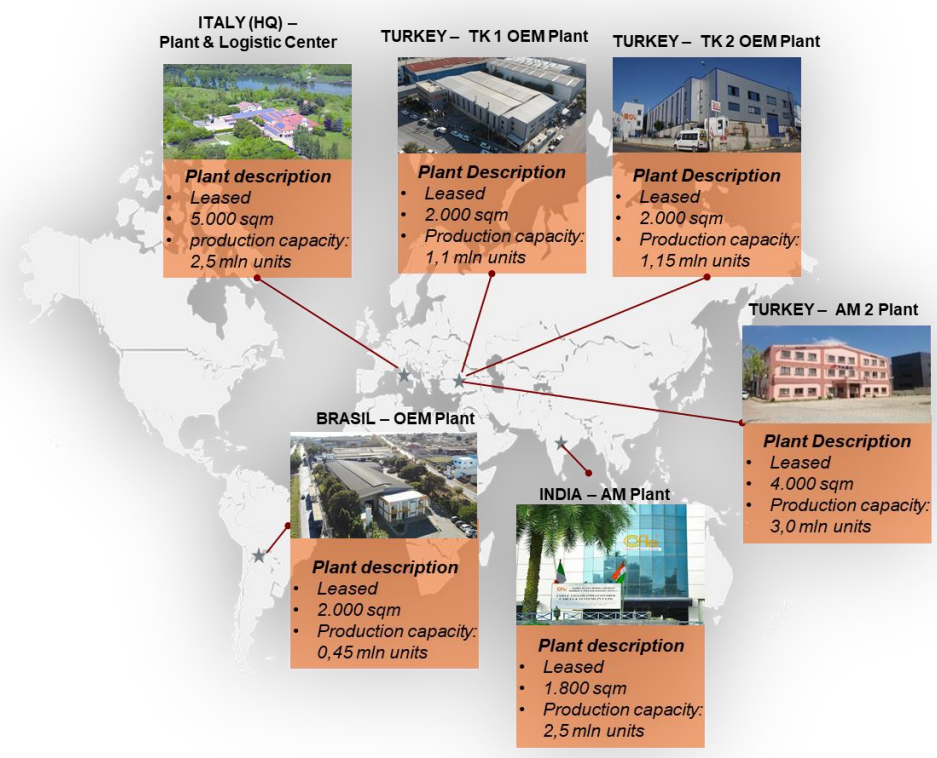 ITALY (HQ) –
Plant & Logistic Center
Plant description
• Leased
• 5.000 sqm
• production capacity:
2,5 mln units
TURKEY – TK 1 OEM Plant
Plant Description
• Leased
• 2.000 sqm
• Production capacity:
1,1 mln units
TURKEY – TK 2 OEM Plant
Plant Description
• Leased
• 2.000 sqm
• Production capacity:
1,15 mln units
TURKEY – AM 2 Plant
Plant Description
• Leased
• 4.000 sqm
• Production capacity:
3,0 mln units
BRASIL – OEM Plant
Plant description
• Leased
• 2.000 sqm
• Production capacity:
0,45 mln units
INDIA – AM Plant
Cofle
Plant description
• Leased
• 1.800 sqm
• Production capacity:
2,5 mln units